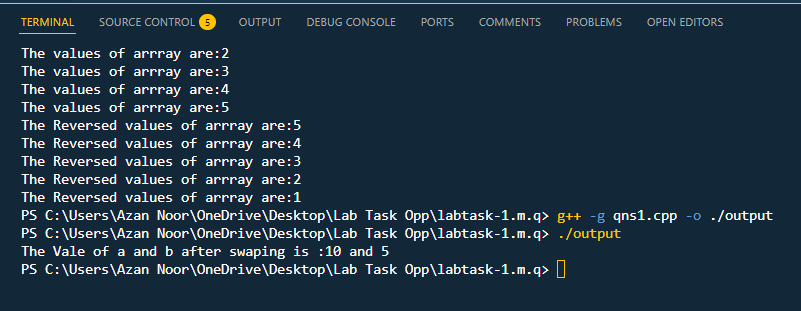 TERMINAL SOURCE CONTROL 5 OUTPUT DEBUG CONSOLE PORTS COMMENTS PROBLEMS OPEN EDITORS
The values of arrray are:2
The values of arrray are:3
The values of arrray are:4
The values of arrray are:5
The Reversed values of arrray are:5
The Reversed values of arrray are:4
The Reversed values of arrray are:3
The Reversed values of arrray are:2
The Reversed values of arrray are:1
PS C:\Users\Azan Noor\OneDrive\Desktop\Lab Task Opp\labtask-1.m.q> g++ -g qns1.cpp -o ./output
PS C:\Users\Azan Noor\OneDrive\Desktop\Lab Task Opp\labtask-1.m.q> ./output
The Vale of a and b after swaping is :10 and 5
PS C:\Users\Azan Noor\OneDrive\Desktop\Lab Task Opp\labtask-1.m.q>